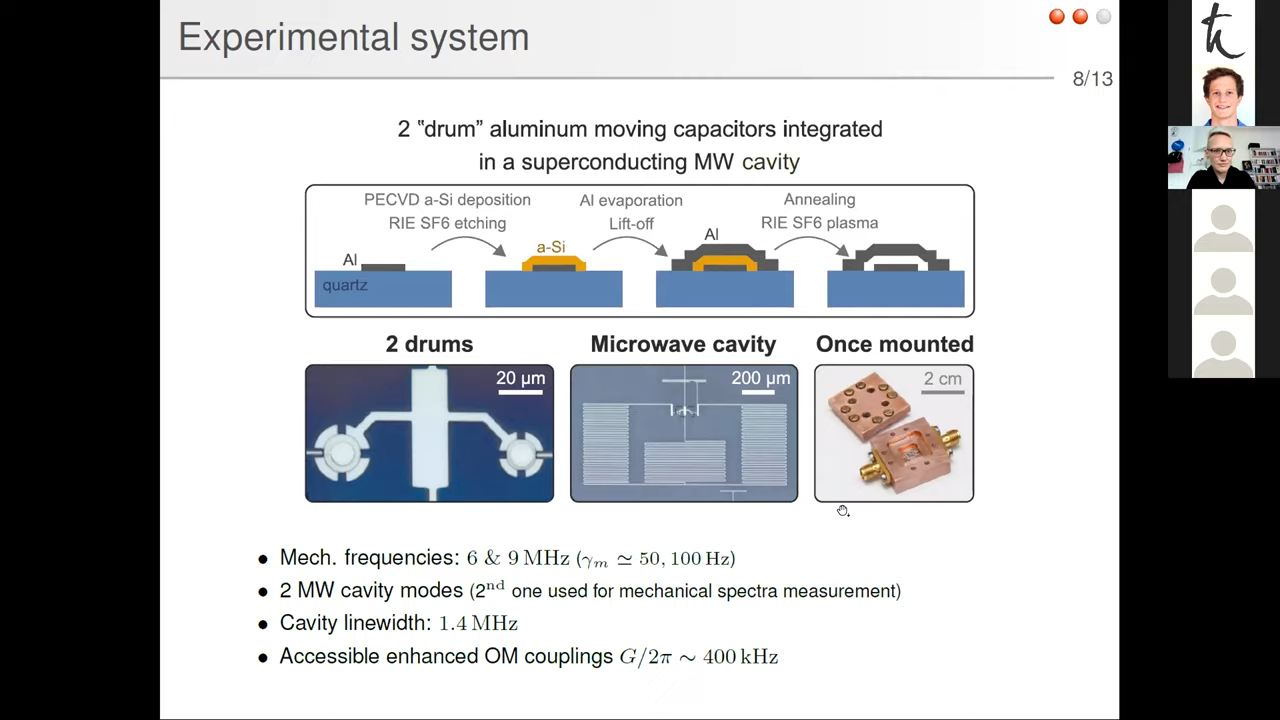 Experimental system
8/13
2 "drum" aluminum moving capacitors integrated
in a superconducting MW cavity
PECVD a-Si deposition
RIE SF6 etching
Al evaporation
Lift-off
Annealing
RIE SF6 plasma
Al
quartz
a-Si
Al
2 drums
Microwave cavity
Once mounted
20 μm
200 μm
2 cm
• Mech. frequencies: 6 & 9 MHz (γₘ ≃ 50, 100 Hz)
• 2 MW cavity modes (2ⁿᵈ one used for mechanical spectra measurement)
• Cavity linewidth: 1.4 MHz
• Accessible enhanced OM couplings G/2π ∼ 400 kHz